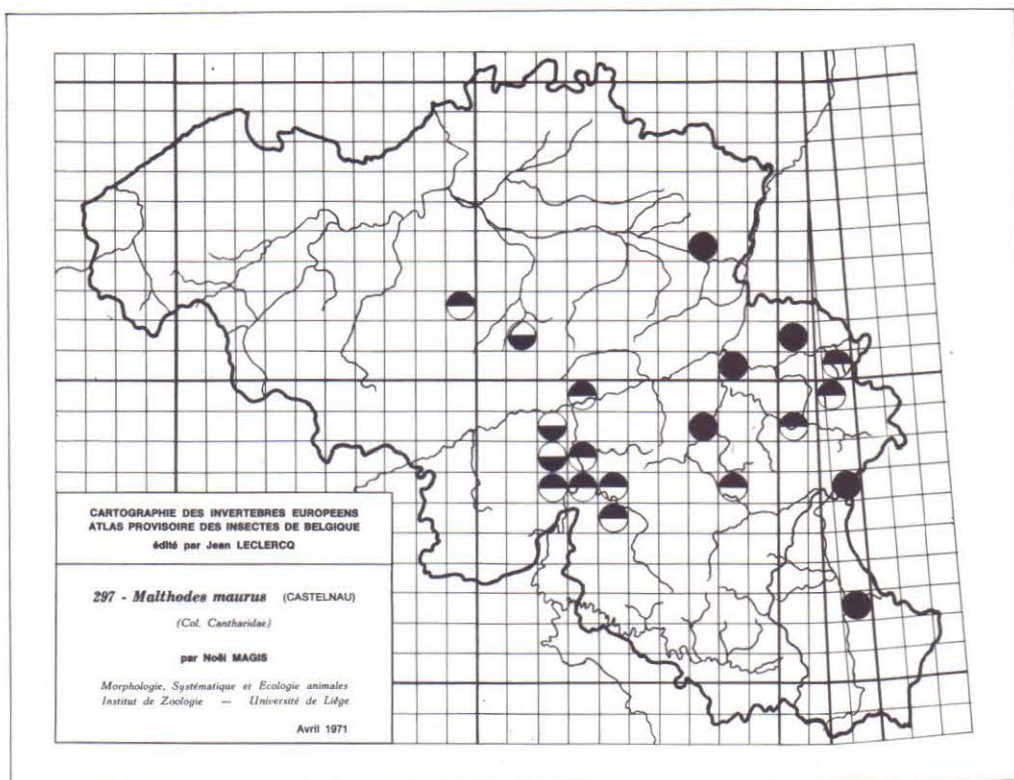 CARTOGRAPHIE DES INVERTEBRES EUROPEENS
ATLAS PROVISOIRE DES INSECTES DE BELGIQUE
édité par Jean LECLERCQ
297 - Malthodes maurus (CASTELNAU)
(Col. Cantharidae)
par Noël MAGIS
Morphologie, Systématique et Ecologie animales
Institut de Zoologie — Université de Liège
Avril 1971